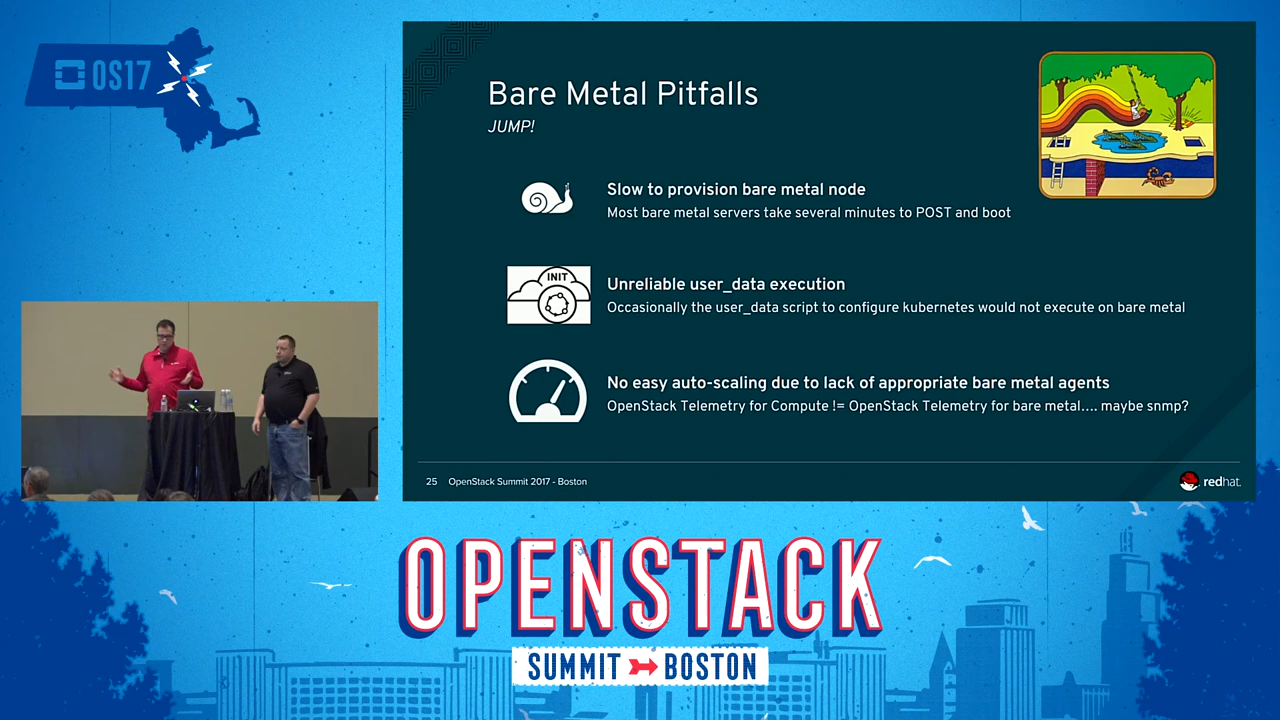 OS17
Bare Metal Pitfalls
JUMP!
Slow to provision bare metal node
Most bare metal servers take several minutes to POST and boot
INIT
Unreliable user_data execution
Occasionally the user_data script to configure kubernetes would not execute on bare metal
No easy auto-scaling due to lack of appropriate bare metal agents
OpenStack Telemetry for Compute != OpenStack Telemetry for bare metal.... maybe snmp?
25 OpenStack Summit 2017 - Boston
redhat.
OPENSTACK
SUMMIT BOSTON